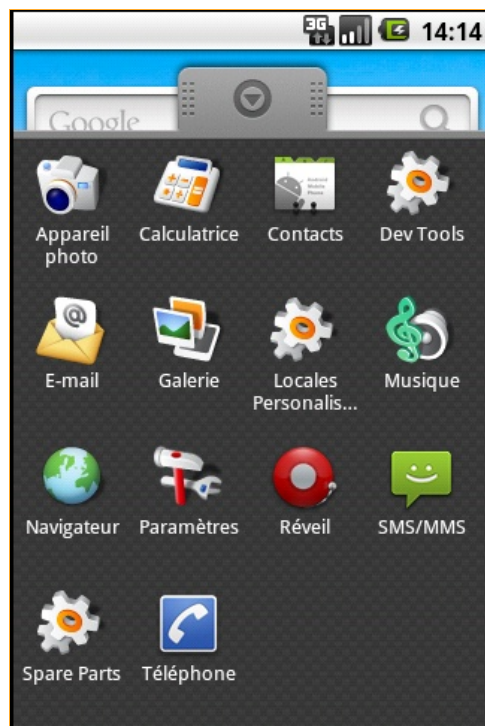 3G 14:14
Google
Appareil photo Calculatrice Contacts Dev Tools
E-mail Galerie Locales Personalis... Musique
Navigateur Paramètres Réveil SMS/MMS
Spare Parts Téléphone